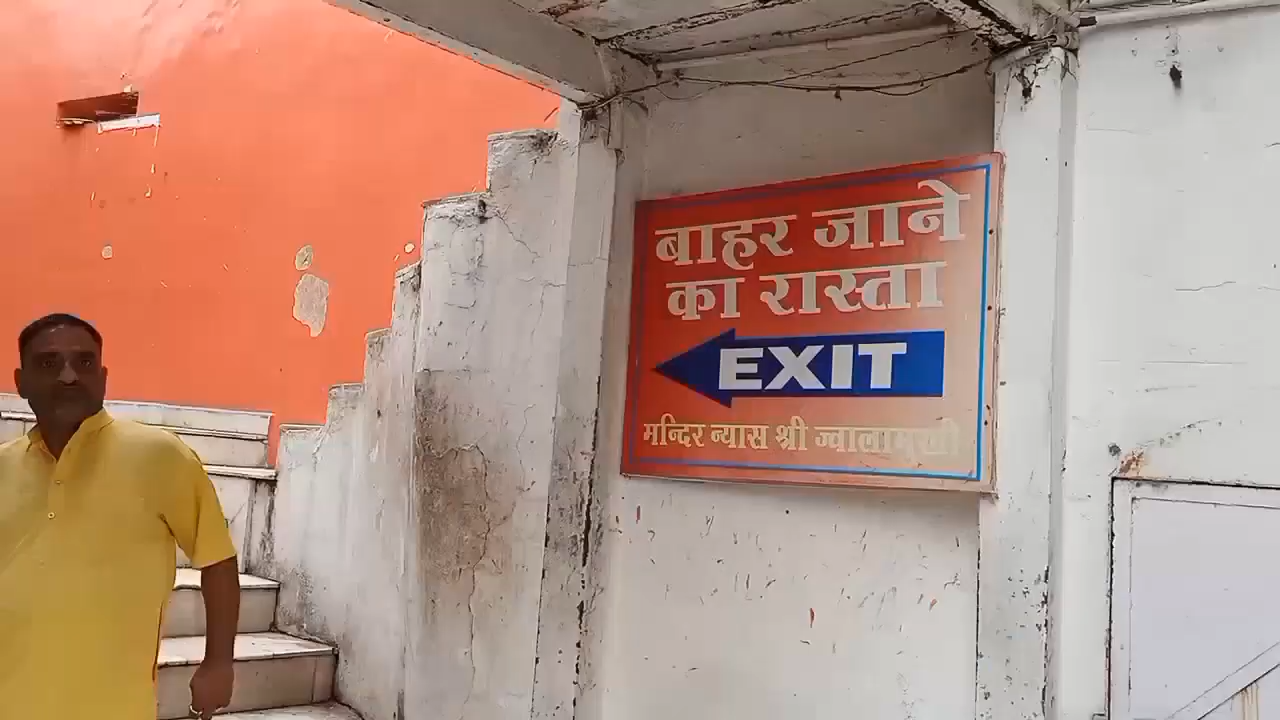 बाहर जाने
का रास्ता
EXIT
मन्दिर न्यास श्री ज्वालामुखी